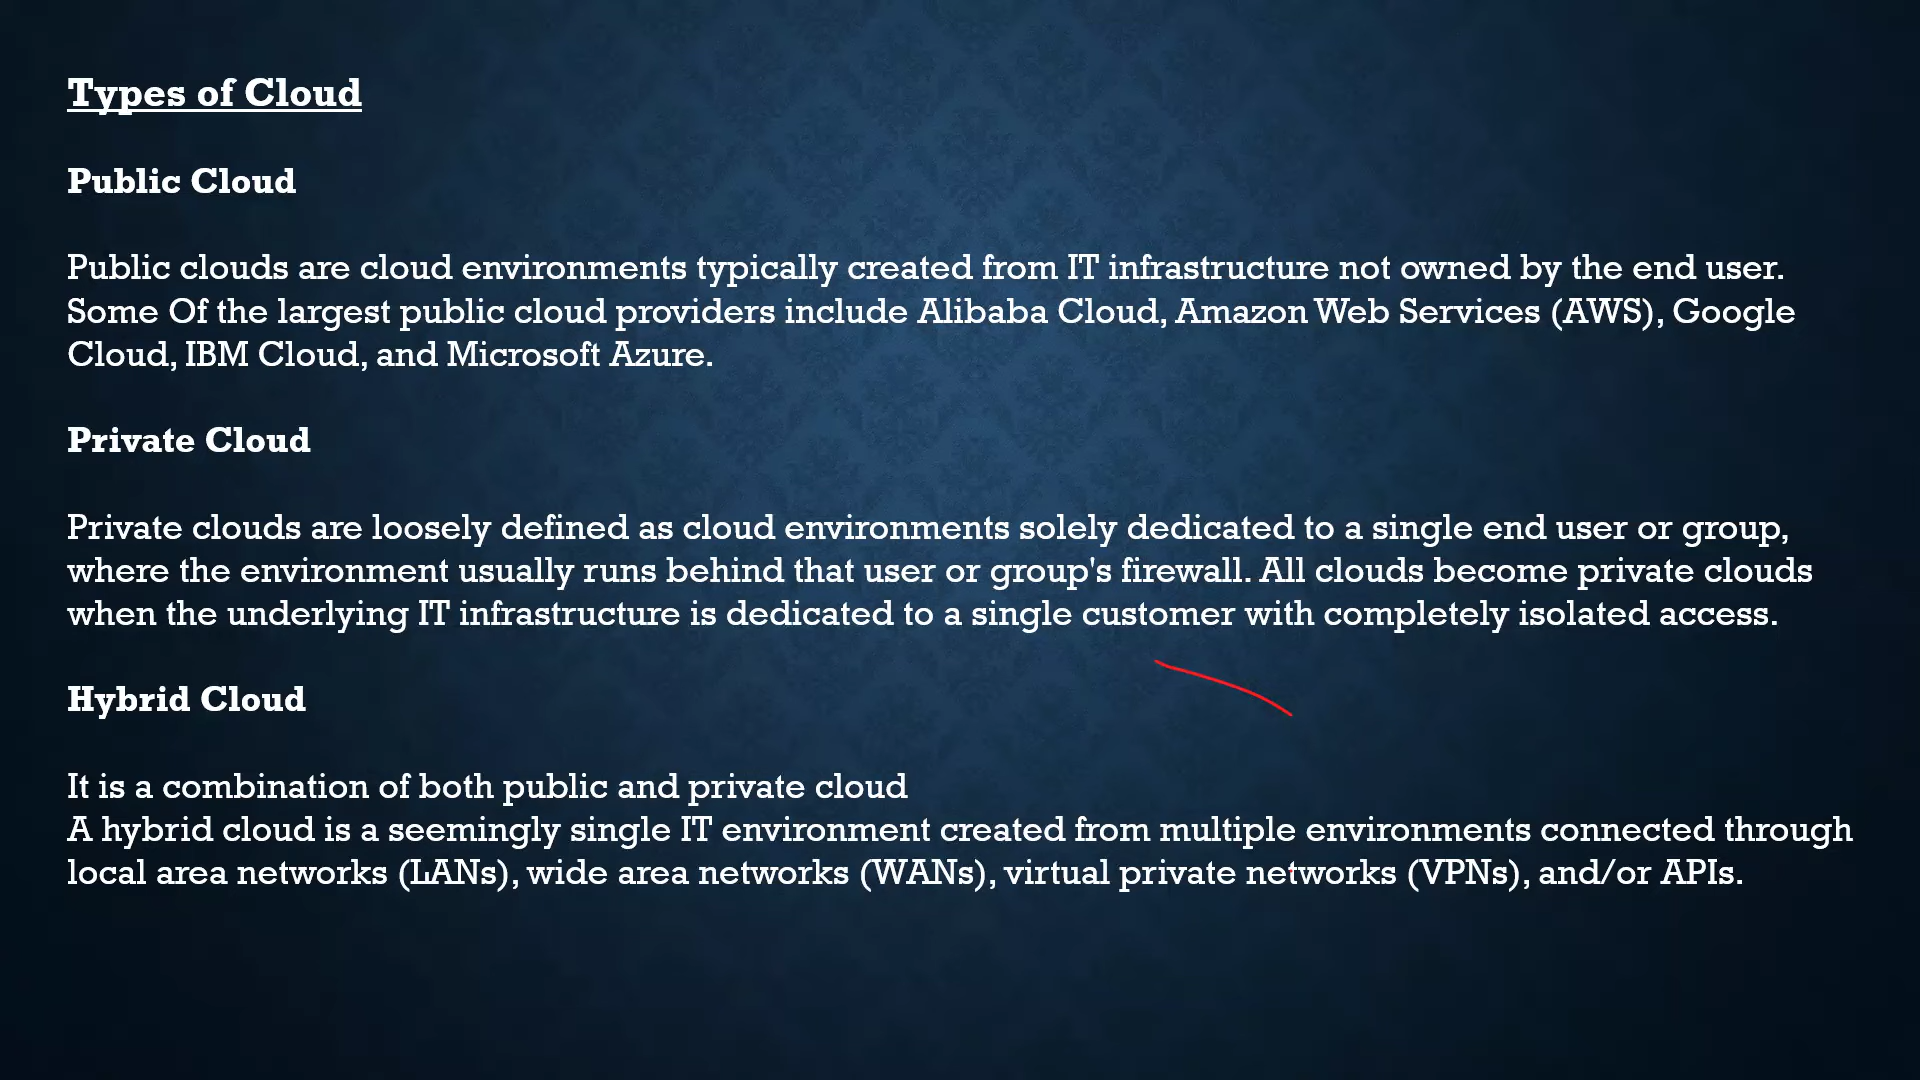 Types of Cloud
Public Cloud
Public clouds are cloud environments typically created from IT infrastructure not owned by the end user.
Some Of the largest public cloud providers include Alibaba Cloud, Amazon Web Services (AWS), Google
Cloud, IBM Cloud, and Microsoft Azure.
Private Cloud
Private clouds are loosely defined as cloud environments solely dedicated to a single end user or group,
where the environment usually runs behind that user or group's firewall. All clouds become private clouds
when the underlying IT infrastructure is dedicated to a single customer with completely isolated access.
Hybrid Cloud
It is a combination of both public and private cloud
A hybrid cloud is a seemingly single IT environment created from multiple environments connected through
local area networks (LANs), wide area networks (WANs), virtual private networks (VPNs), and/or APIs.